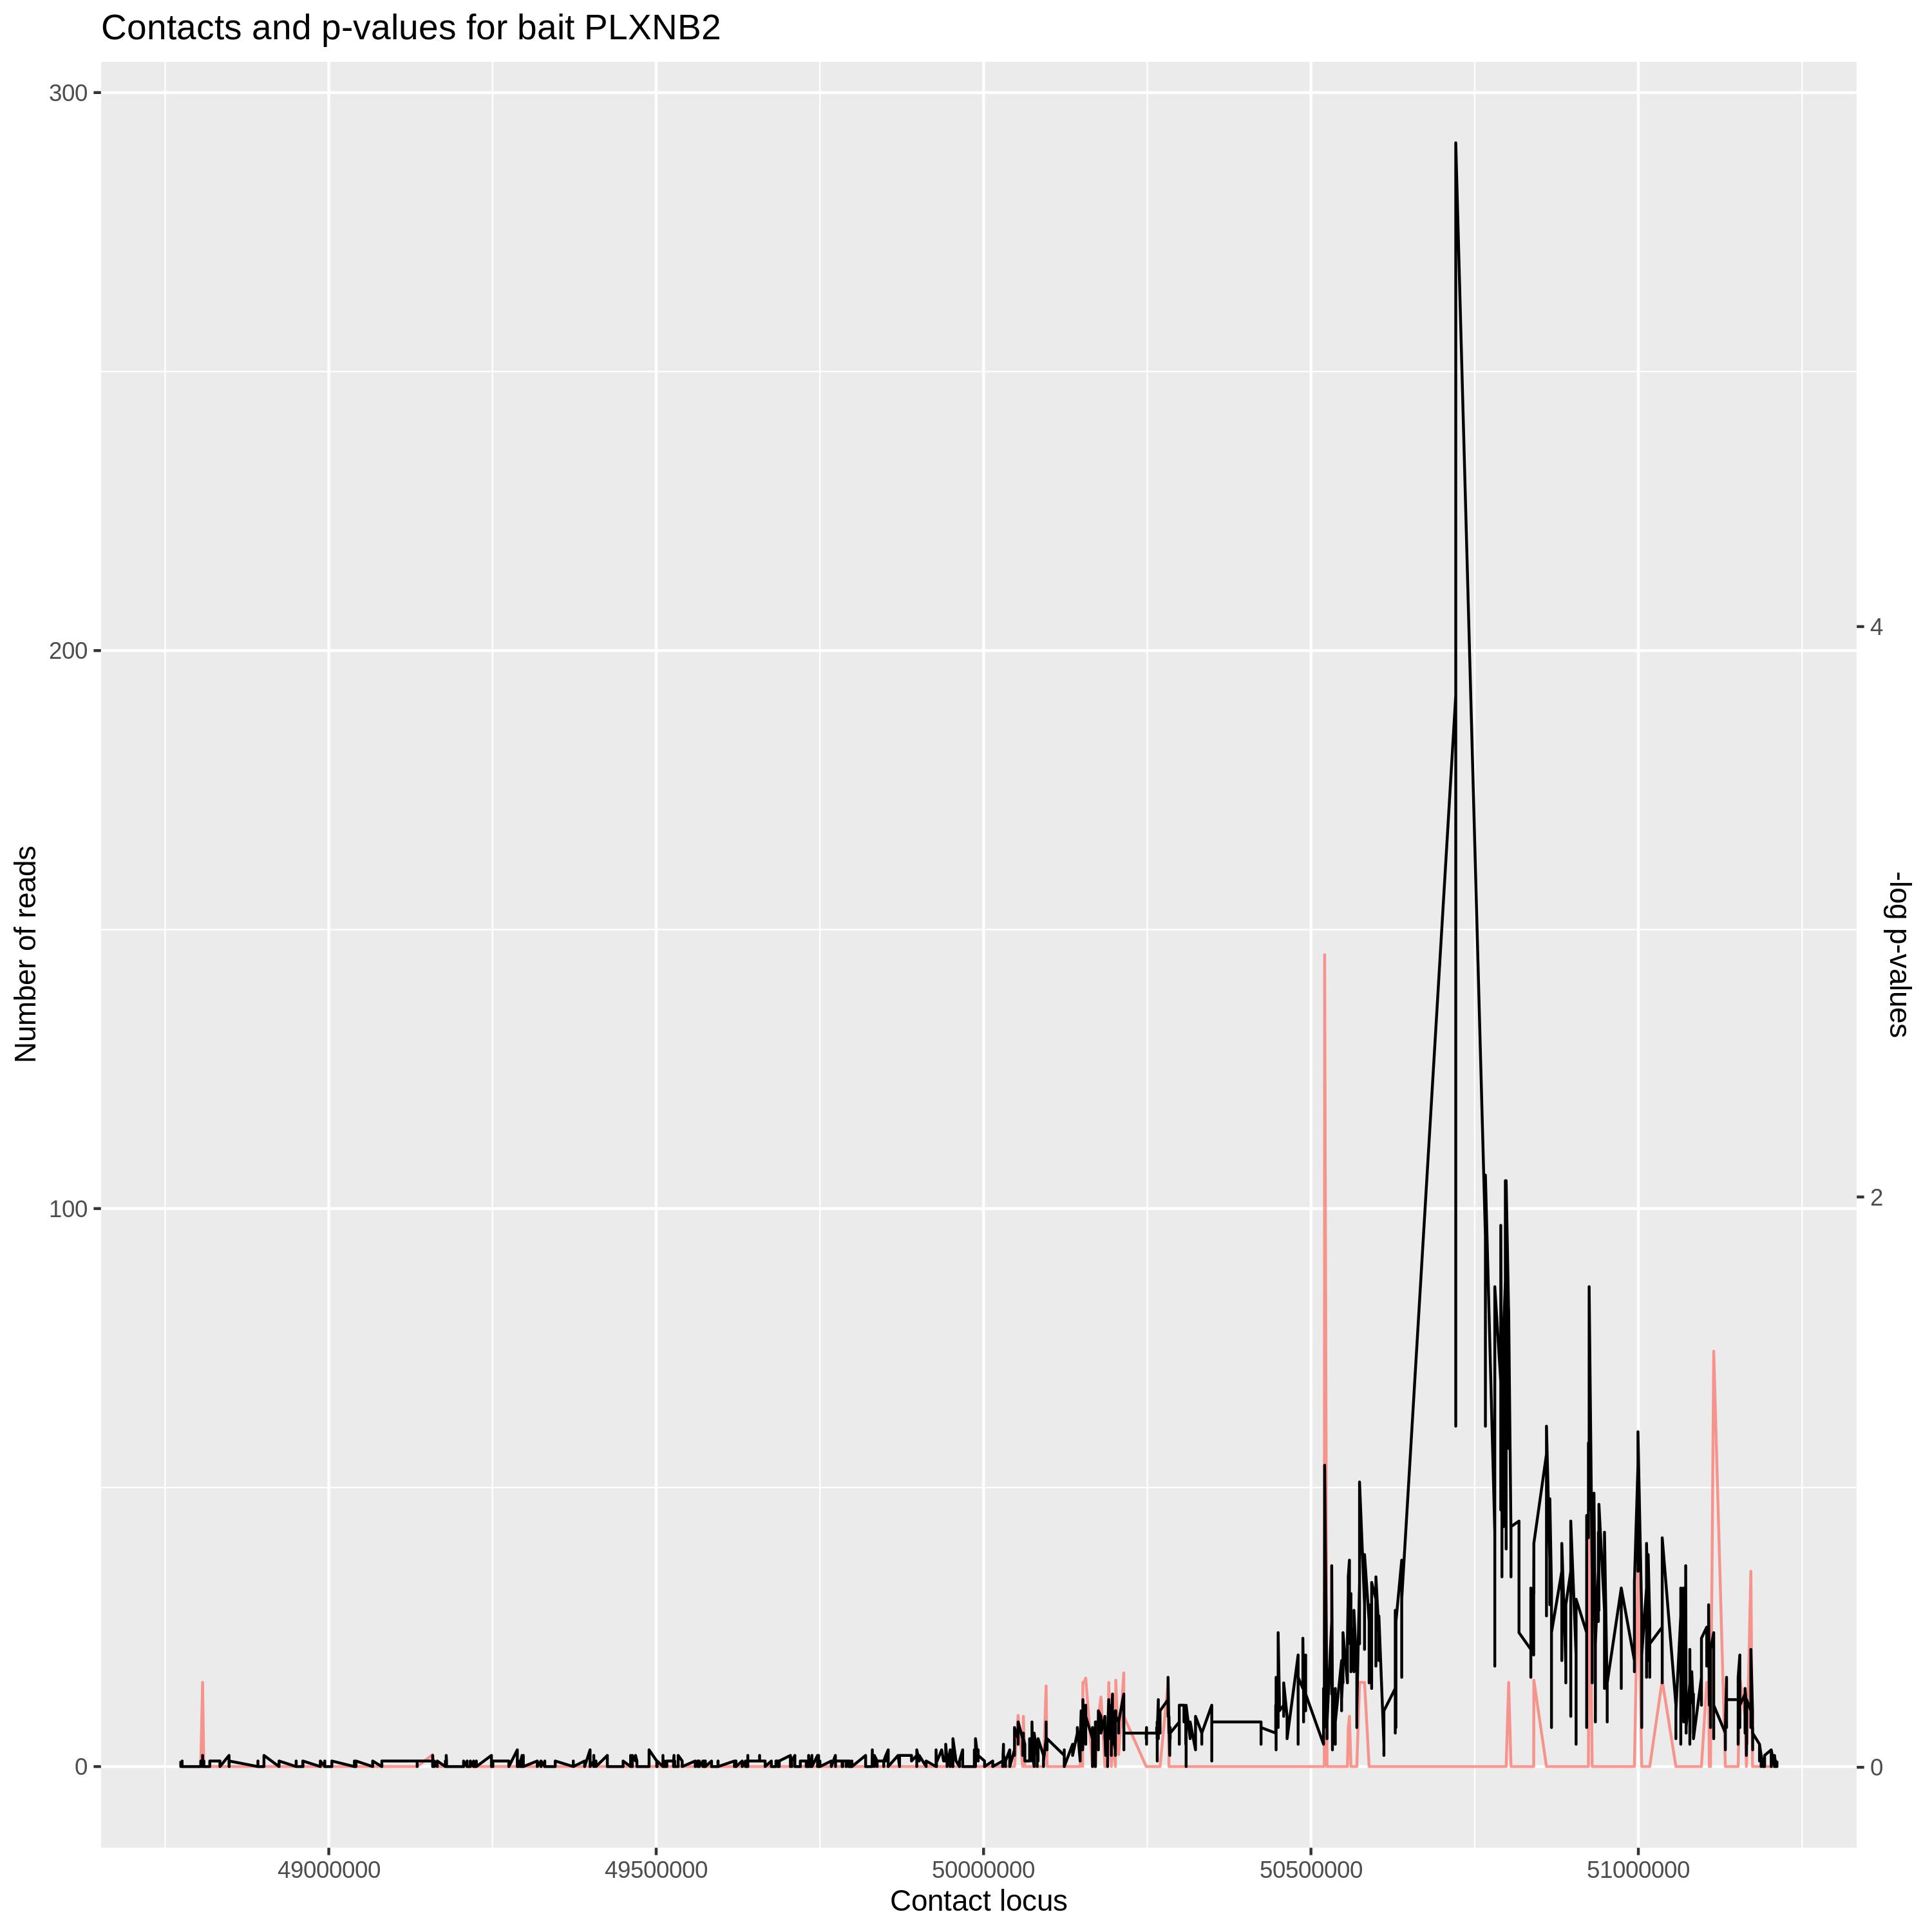 Contacts and p-values for bait PLXNB2
300
200
100
0
Number of reads
4
2
0
-log p-values
49000000 49500000 50000000 50500000 51000000
Contact locus